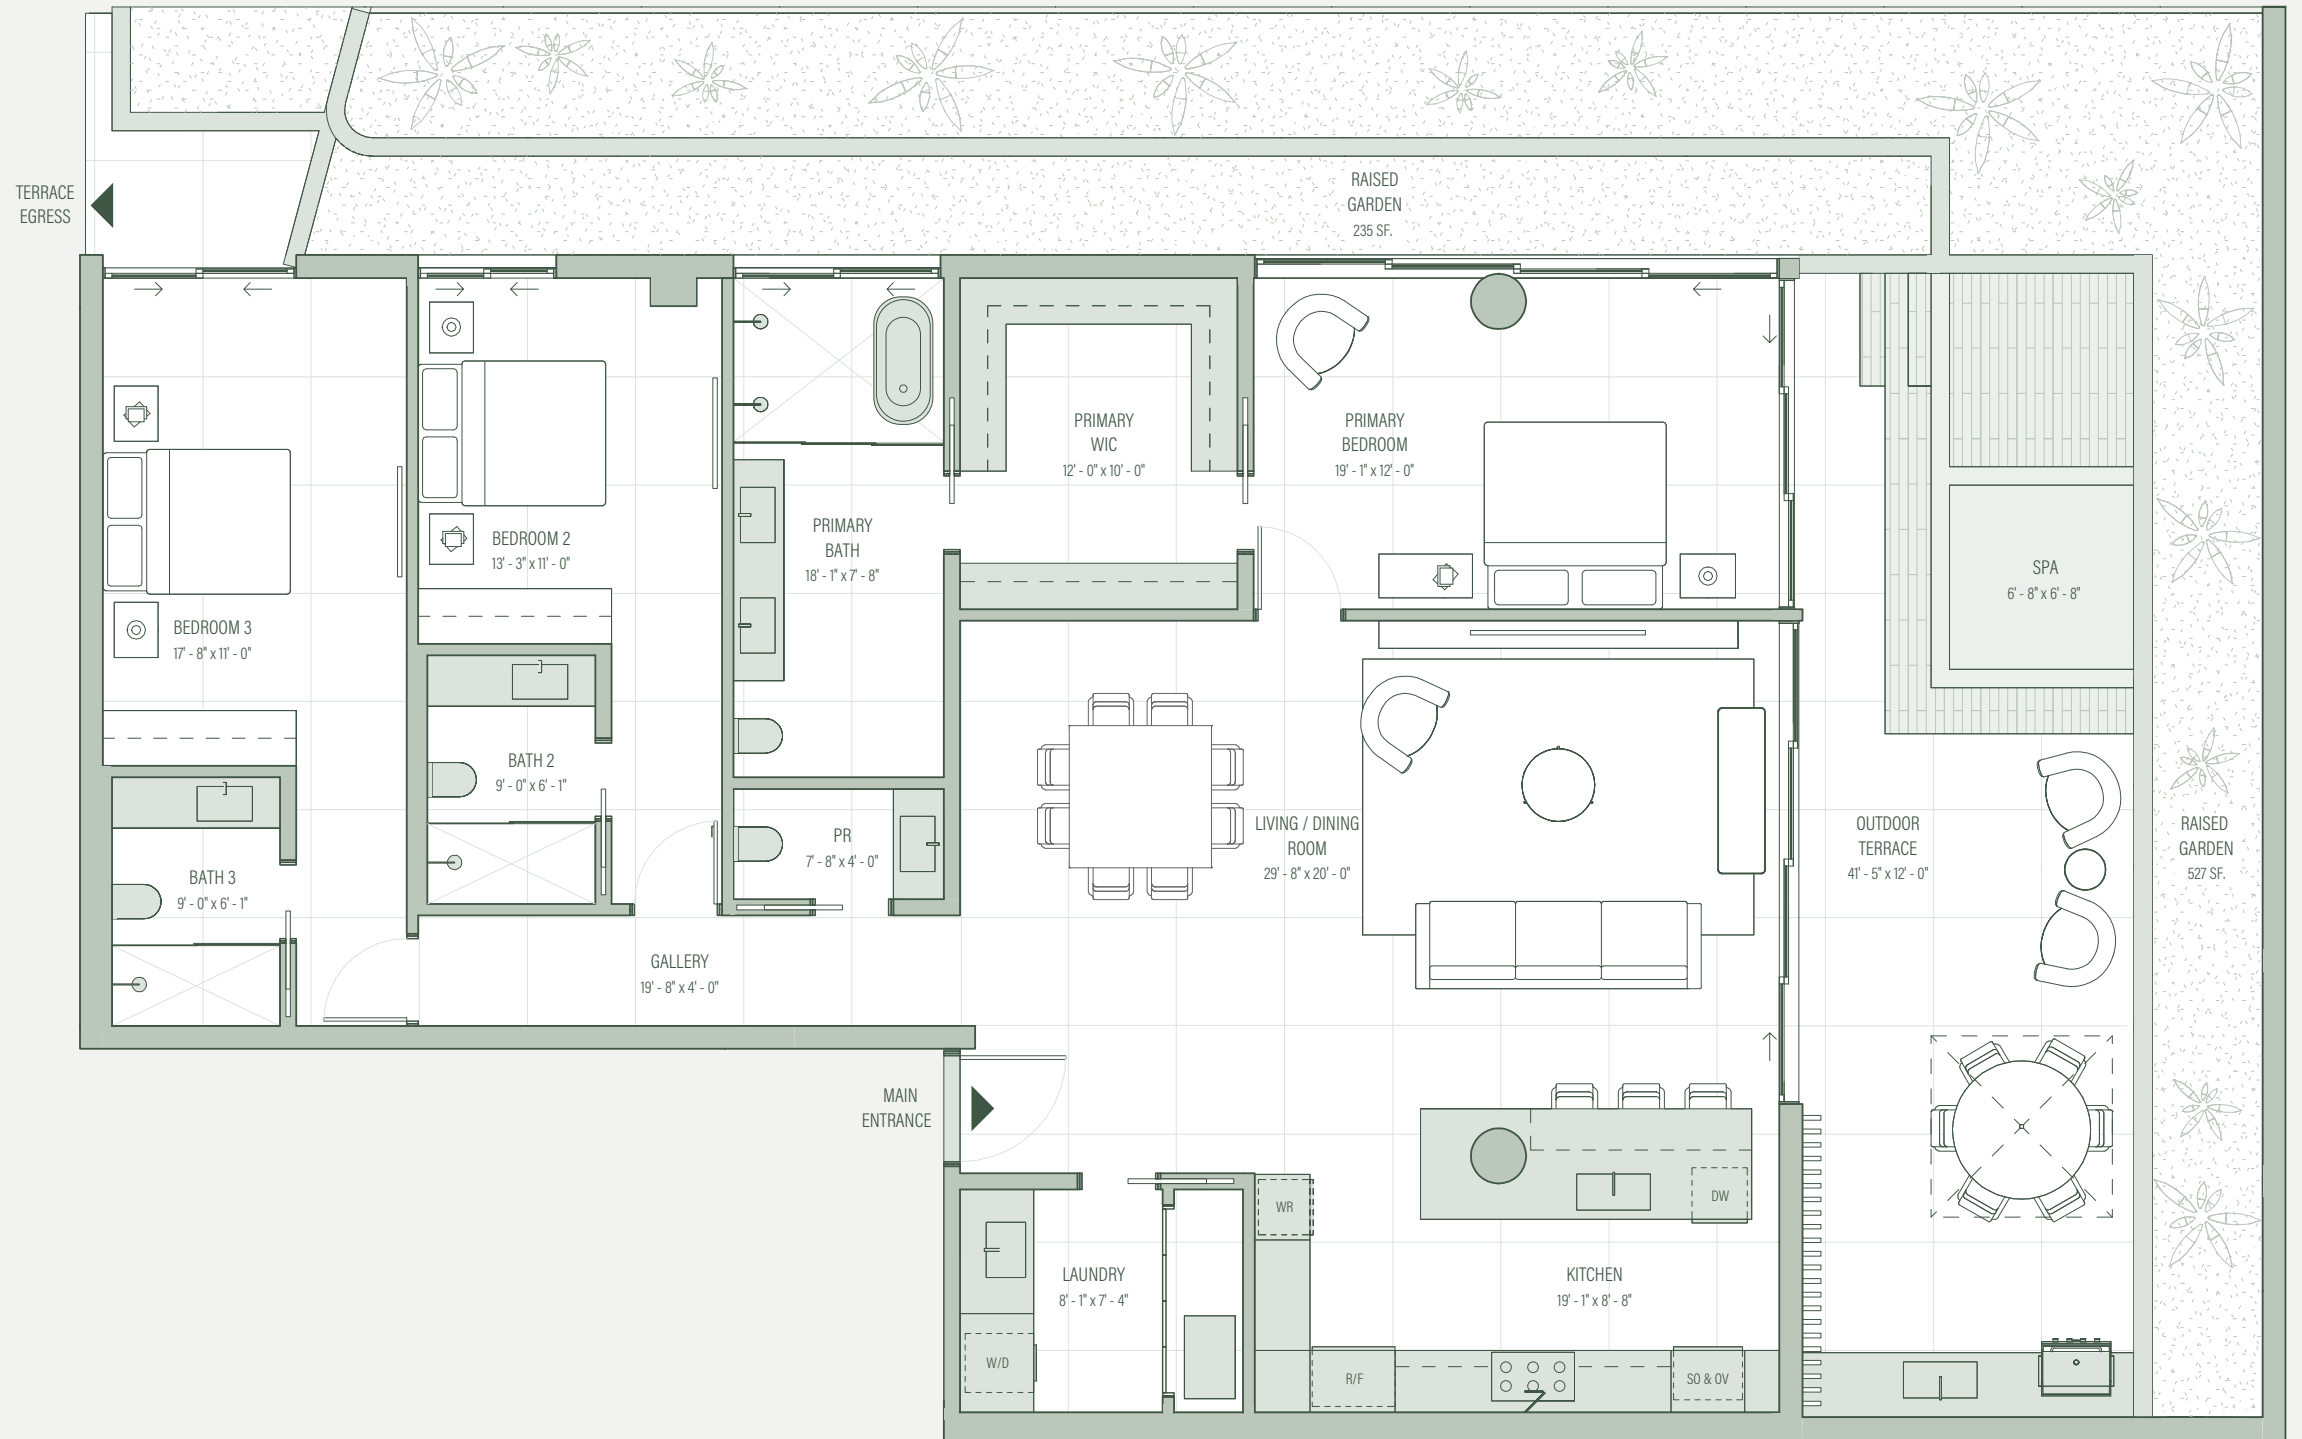 TERRACE
EGRESS
RAISED
GARDEN
235 SF.
PRIMARY
WIC
12' - 0" x 10' - 0"
PRIMARY
BEDROOM
19' - 1" x 12' - 0"
BEDROOM 2
13' - 3" x 11' - 0"
PRIMARY
BATH
18' - 1" x 7' - 8"
SPA
6' - 8" x 6' - 8"
BEDROOM 3
17' - 8" x 11' - 0"
BATH 2
9' - 0" x 6' - 1"
PR
7' - 8" x 4' - 0"
LIVING / DINING
ROOM
29' - 8" x 20' - 0"
OUTDOOR
TERRACE
41' - 5" x 12' - 0"
RAISED
GARDEN
527 SF.
BATH 3
9' - 0" x 6' - 1"
GALLERY
19' - 8" x 4' - 0"
MAIN
ENTRANCE
WR
DW
LAUNDRY
8' - 1" x 7' - 4"
KITCHEN
19' - 1" x 8' - 8"
W/D
R/F
SO & OV